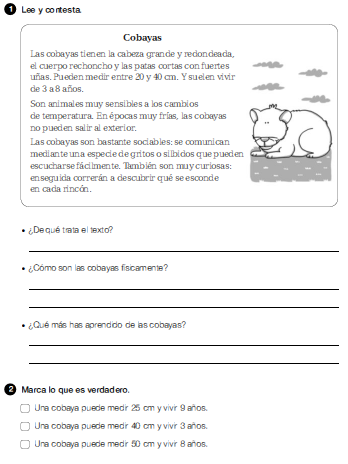 1 Lee y contesta.
Cobayas
Las cobayas tienen la cabeza grande y redondeada,
el cuerpo rechoncho y las patas cortas con fuertes
uñas. Pueden medir entre 20 y 40 cm. Y suelen vivir
de 3 a 8 años.
Son animales muy sensibles a los cambios
de temperatura. En épocas muy frías, las cobayas
no pueden salir al exterior.
Las cobayas son bastante sociables: se comunican
mediante una especie de gritos o silbidos que pueden
escucharse fácilmente. También son muy curiosas:
enseguida correrán a descubrir qué se esconde
en cada rincón.
• ¿De qué trata el texto?
• ¿Cómo son las cobayas físicamente?
• ¿Qué más has aprendido de las cobayas?
2 Marca lo que es verdadero.
Una cobaya puede medir 25 cm y vivir 9 años.
Una cobaya puede medir 40 cm y vivir 3 años.
Una cobaya puede medir 50 cm y vivir 8 años.